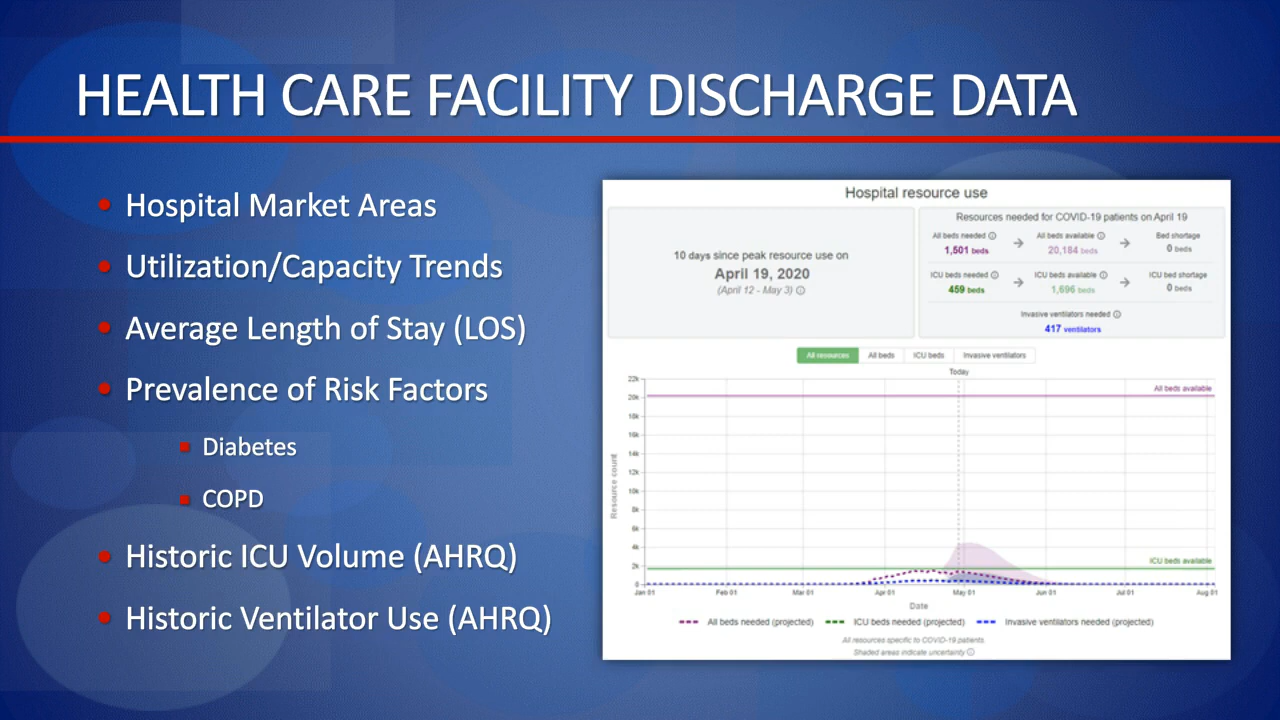 HEALTH CARE FACILITY DISCHARGE DATA
Hospital Market Areas
Utilization/Capacity Trends
Average Length of Stay (LOS)
Prevalence of Risk Factors
Diabetes
COPD
Historic ICU Volume (AHRQ)
Historic Ventilator Use (AHRQ)
Hospital resource use
10 days since peak resource use on
April 19, 2020
(April 12 - May 3)
Resources needed for COVID-19 patients on April 19
All beds needed All beds available Bed shortage
1,501 beds 20,184 beds 0 beds
ICU beds needed ICU beds available ICU bed shortage
459 beds 1,696 beds 0 beds
Invasive ventilators needed
417 ventilators
All resources All beds ICU beds Invasive ventilators
Today
22k
All beds available
20k
18k
16k
14k
12k
10k
8k
6k
4k
ICU beds available
2k
0
Resource count
Jan 01 Feb 01 Mar 01 Apr 01 May 01 Jun 01 Jul 01 Aug 01
Date
All beds needed (projected) ICU beds needed (projected) Invasive ventilators needed (projected)
All resources specific to COVID-19 patients.
Shaded areas indicate uncertainty